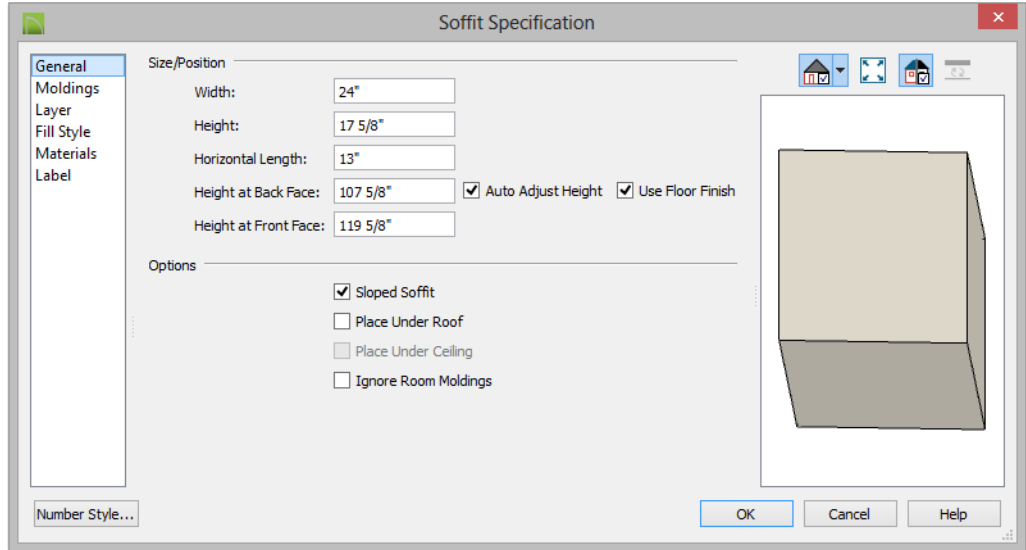 Soffit Specification
General
Moldings
Layer
Fill Style
Materials
Label
Size/Position
Width: 24"
Height: 17 5/8"
Horizontal Length: 13"
Height at Back Face: 107 5/8" Auto Adjust Height Use Floor Finish
Height at Front Face: 119 5/8"
Options
Sloped Soffit
Place Under Roof
Place Under Ceiling
Ignore Room Moldings
Number Style... OK Cancel Help